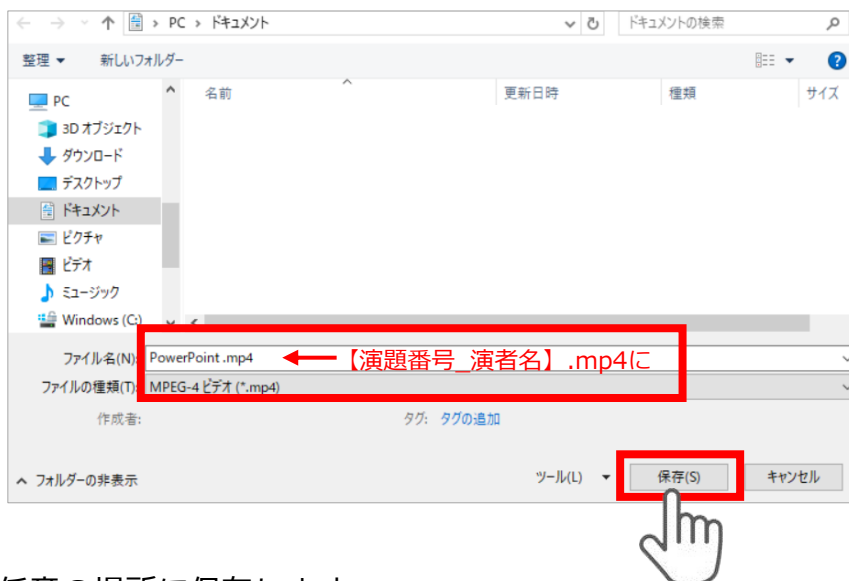 PC › ドキュメント
ドキュメントの検索
整理 ▼ 新しいフォルダー
?
名前 更新日時 種類 サイズ
PC
3D オブジェクト
ダウンロード
デスクトップ
ドキュメント
ピクチャ
ビデオ
ミュージック
Windows (C:)
ファイル名(N): PowerPoint .mp4
【演題番号_演者名】.mp4に
ファイルの種類(T): MPEG-4 ビデオ (*.mp4)
作成者: タグ: タグの追加
フォルダーの非表示 ツール(L) ▼ 保存(S) キャンセル